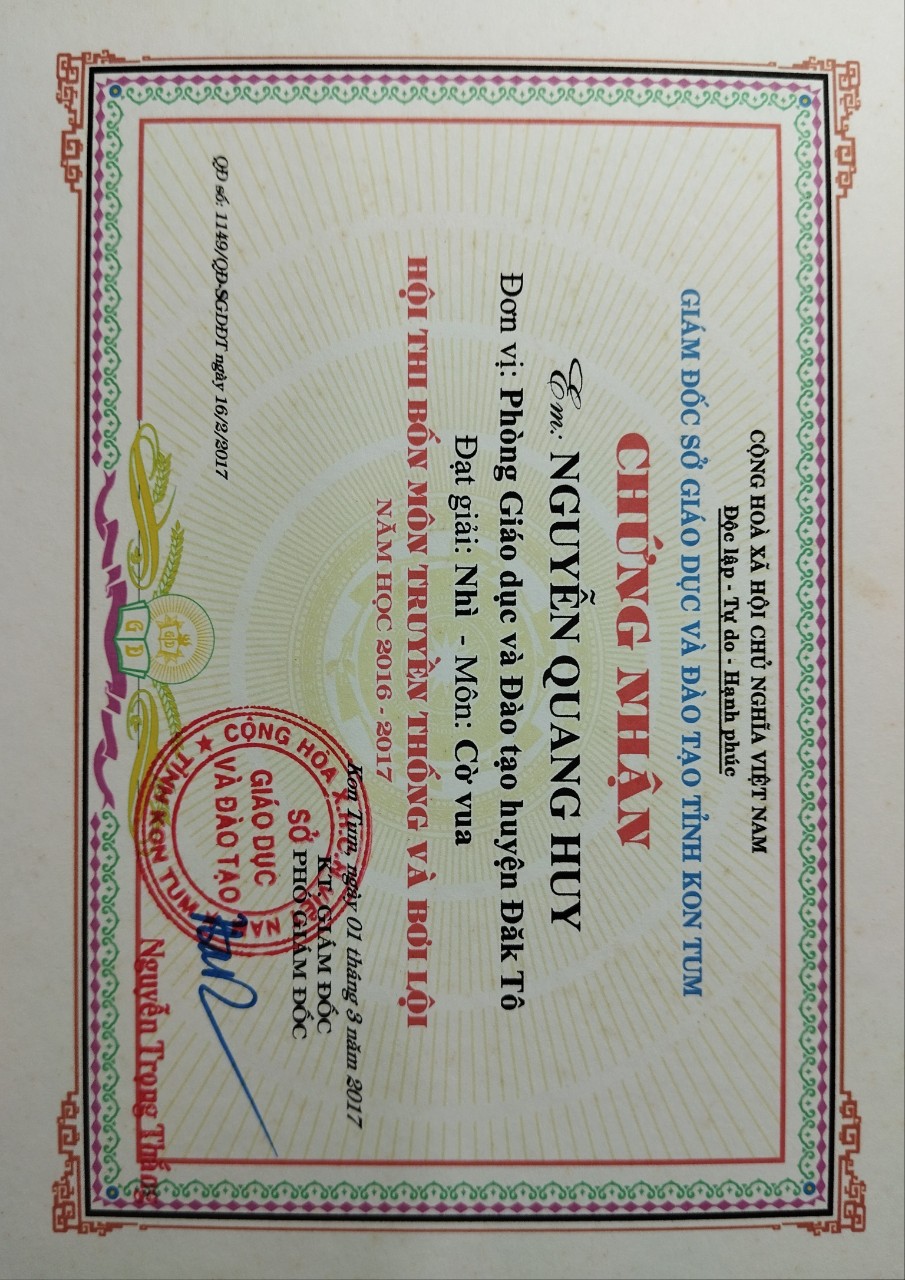 CỘNG HOÀ XÃ HỘI CHỦ NGHĨA VIỆT NAM
Độc lập - Tự do - Hạnh phúc
GIÁM ĐỐC SỞ GIÁO DỤC VÀ ĐÀO TẠO TỈNH KON TUM
CHỨNG NHẬN
Em: NGUYỄN QUANG HUY
Đơn vị: Phòng Giáo dục và Đào tạo huyện Đăk Tô
Đạt giải: Nhì - Môn: Cờ vua
HỘI THI BỐN MÔN TRUYỀN THỐNG VÀ BƠI LỘI
NĂM HỌC 2016 - 2017
Kon Tum, ngày 01 tháng 3 năm 2017
KT. GIÁM ĐỐC
PHÓ GIÁM ĐỐC
CỘNG HÒA X.H.C.N VIỆT NAM
SỞ
GIÁO DỤC
VÀ ĐÀO TẠO
★ TỈNH KON TUM ★
QĐ số: 1149/QĐ-SGDĐT ngày 16/2/2017
GD
G Đ
Nguyễn Trọng Thắng